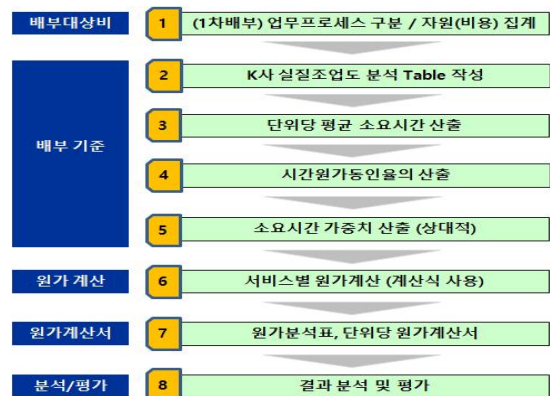 배부대상비
1
(1차배부) 업무프로세스 구분 / 자원(비용) 집계
배부 기준
2
K사 실질조업도 분석 Table 작성
3
단위당 평균 소요시간 산출
4
시간원가동인율의 산출
5
소요시간 가중치 산출 (상대적)
원가 계산
6
서비스별 원가계산 (계산식 사용)
원가계산서
7
원가분석표, 단위당 원가계산서
분석/평가
8
결과 분석 및 평가